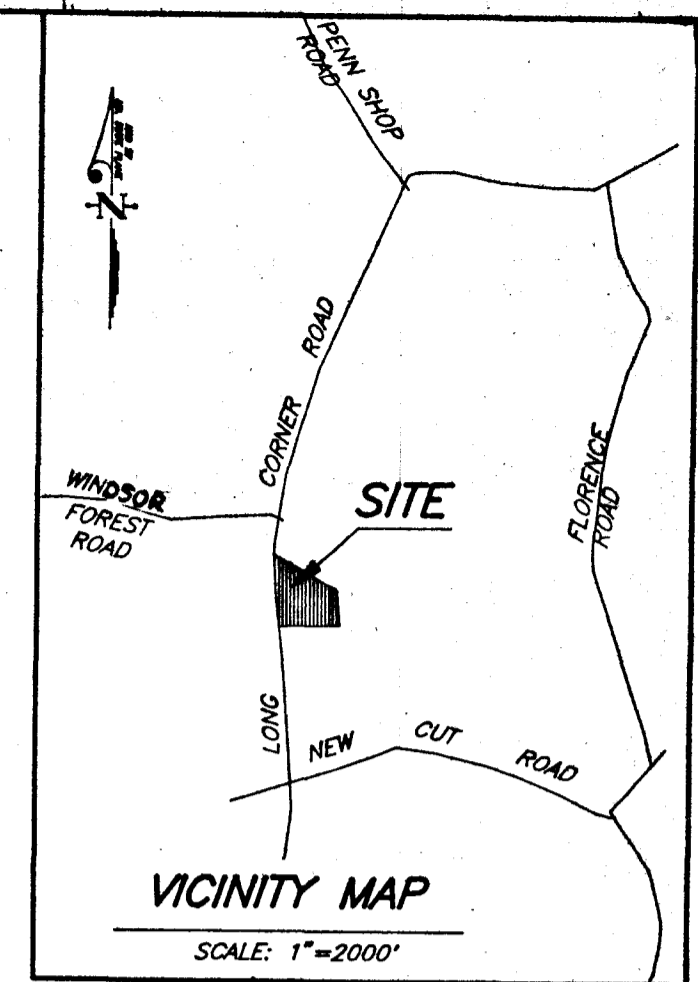 PENN SHOP
ROAD
N
CORNER
ROAD
WINDSOR
FOREST
ROAD
SITE
FLORENCE
ROAD
LONG
NEW CUT ROAD
VICINITY MAP
SCALE: 1"=2000'